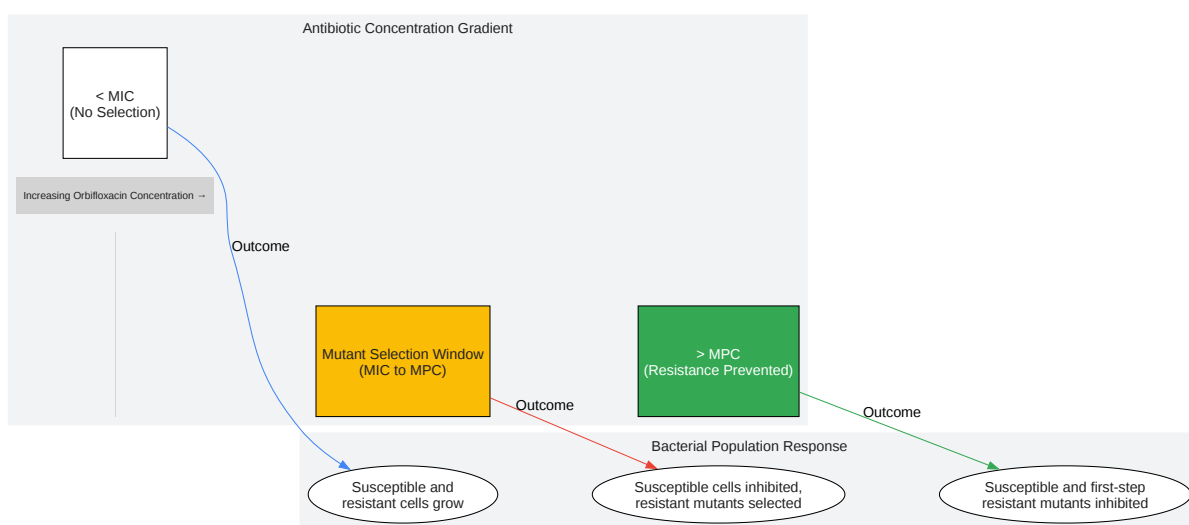 Antibiotic Concentration Gradient
< MIC
(No Selection)
Increasing Orbifloxacin Concentration →
Outcome
Mutant Selection Window
(MIC to MPC)
> MPC
(Resistance Prevented)
Outcome
Outcome
Bacterial Population Response
Susceptible and
resistant cells grow
Susceptible cells inhibited,
resistant mutants selected
Susceptible and first-step
resistant mutants inhibited